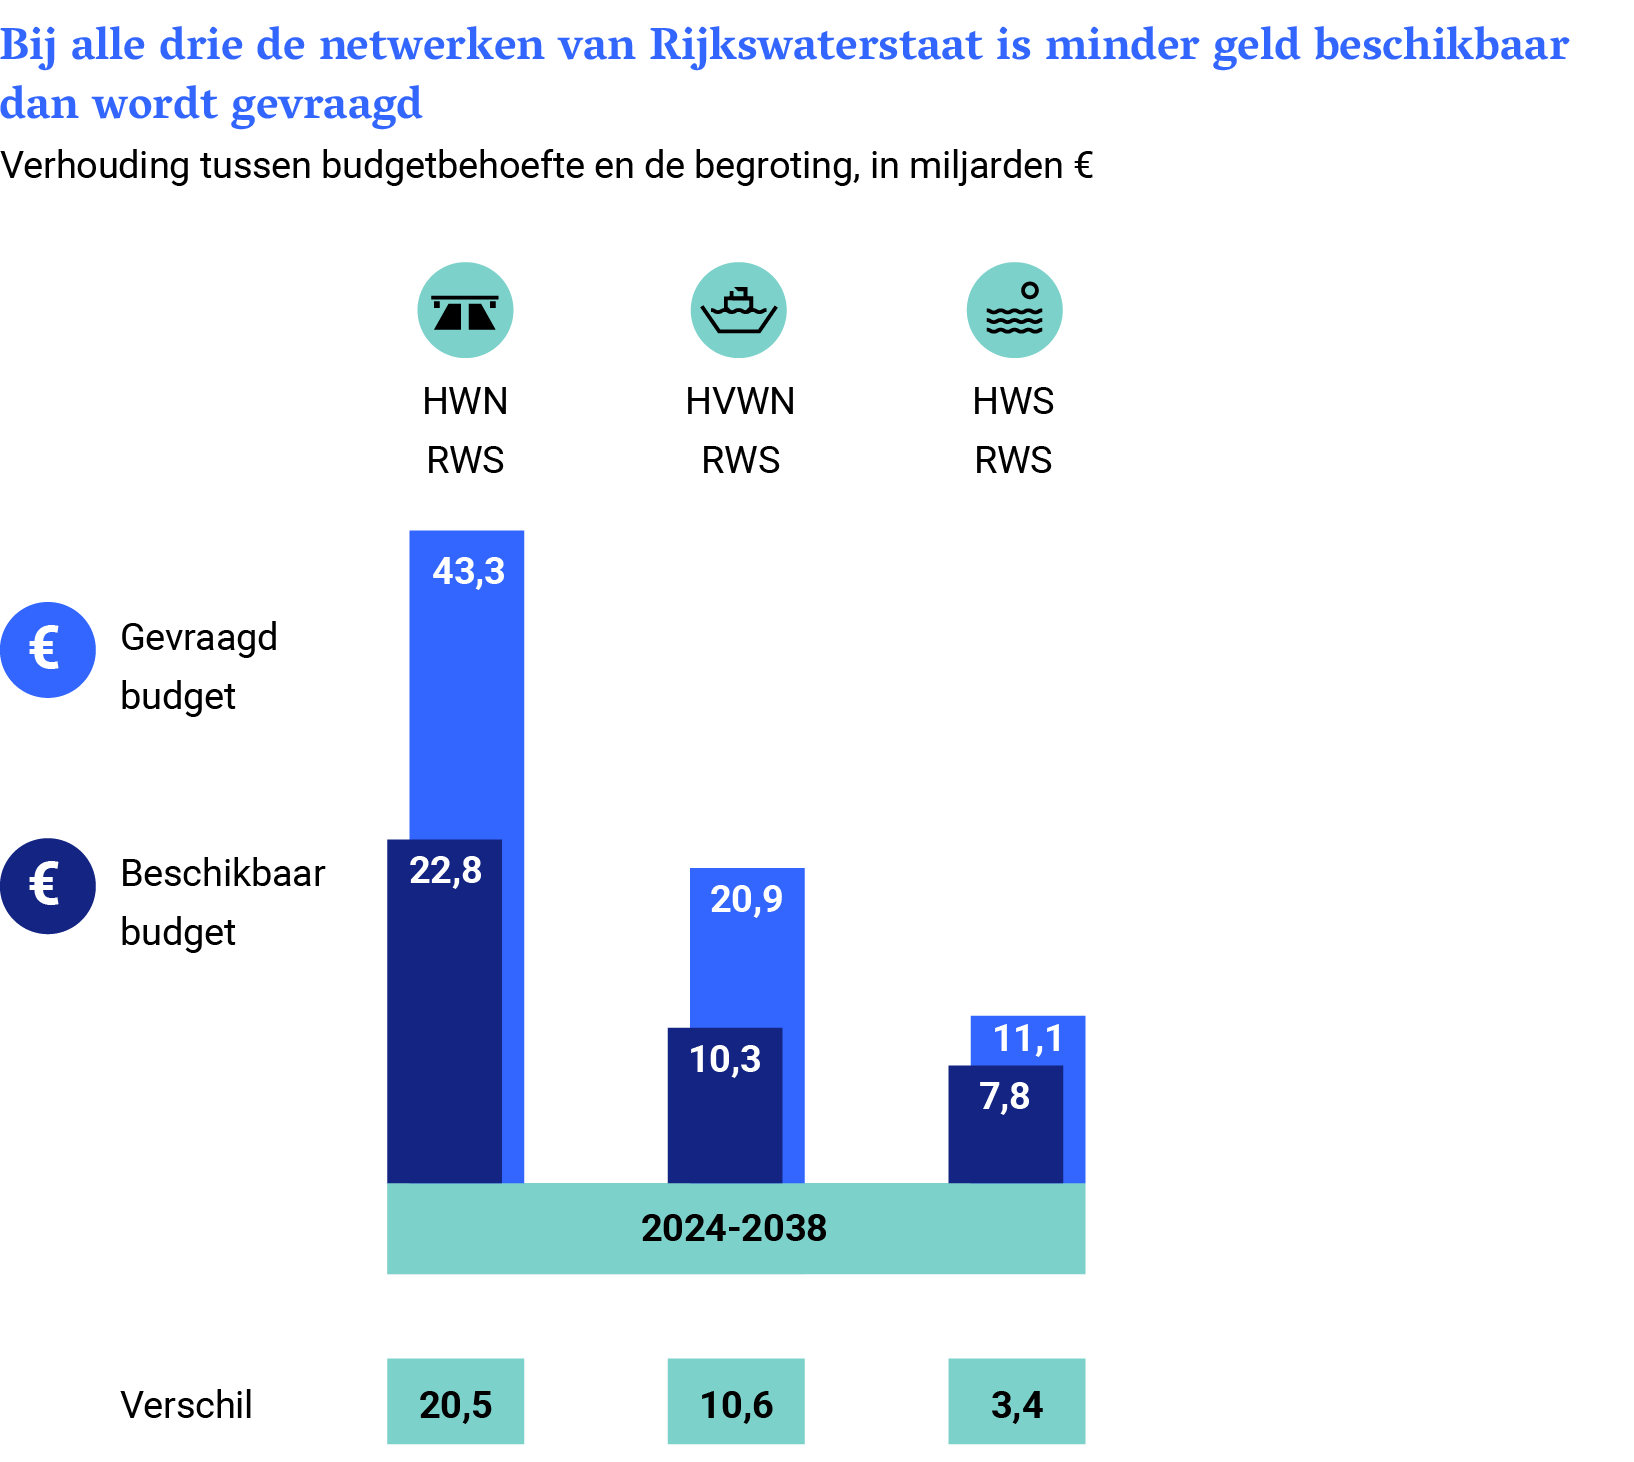 Bij alle drie de netwerken van Rijkswaterstaat is minder geld beschikbaar
dan wordt gevraagd
Verhouding tussen budgetbehoefte en de begroting, in miljarden €
HWN
RWS
HVWN
RWS
HWS
RWS
€
Gevraagd
budget
€
Beschikbaar
budget
43,3
22,8
20,9
10,3
11,1
7,8
2024-2038
Verschil
20,5
10,6
3,4